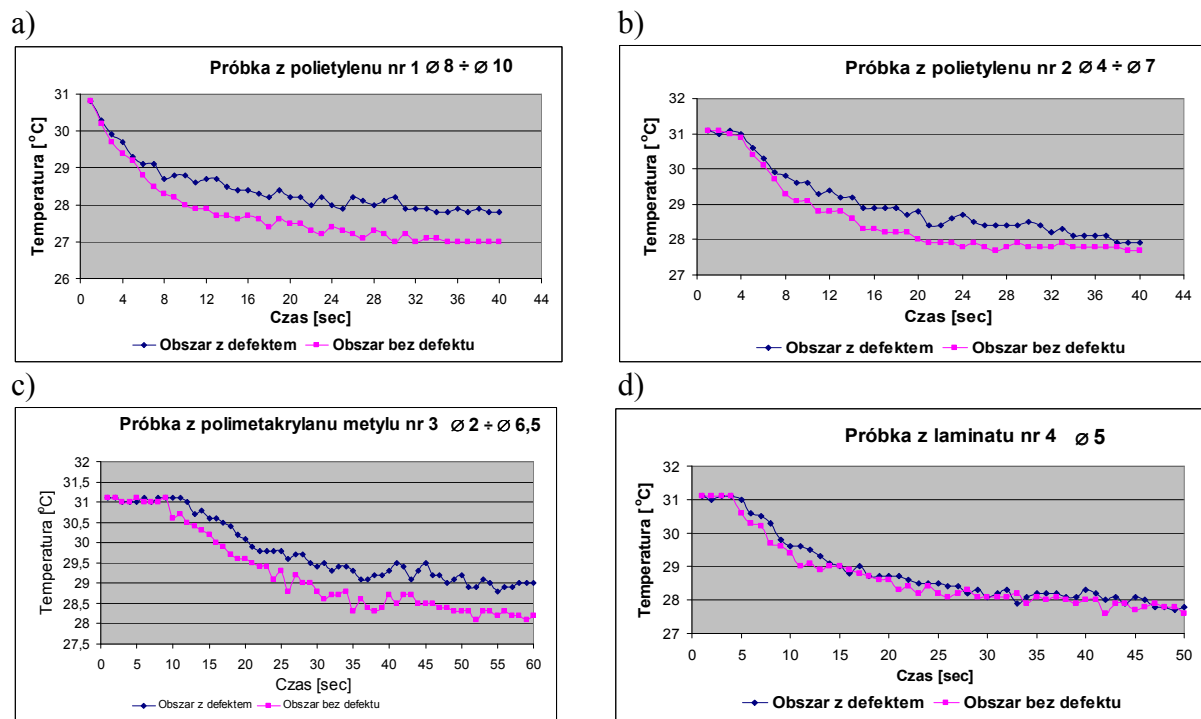 a)
Próbka z polietylenu nr 1 ∅ 8 ÷ ∅ 10
Temperatura [°C]
31
30
29
28
27
26
0 4 8 12 16 20 24 28 32 36 40 44
Czas [sec]
Obszar z defektem Obszar bez defektu
b)
Próbka z polietylenu nr 2 ∅ 4 ÷ ∅ 7
Temperatura [°C]
32
31
30
29
28
27
0 4 8 12 16 20 24 28 32 36 40 44
Czas [sec]
Obszar z defektem Obszar bez defektu
c)
Próbka z polimetakrylanu metylu nr 3 ∅ 2 ÷ ∅ 6,5
Temperatura [°C]
32
31,5
31
30,5
30
29,5
29
28,5
28
27,5
0 5 10 15 20 25 30 35 40 45 50 55 60
Czas [sec]
Obszar z defektem Obszar bez defektu
d)
Próbka z laminatu nr 4 ∅ 5
Temperatura [°C]
32
31
30
29
28
27
0 5 10 15 20 25 30 35 40 45 50
Czas [sec]
Obszar z defektem Obszar bez defektu